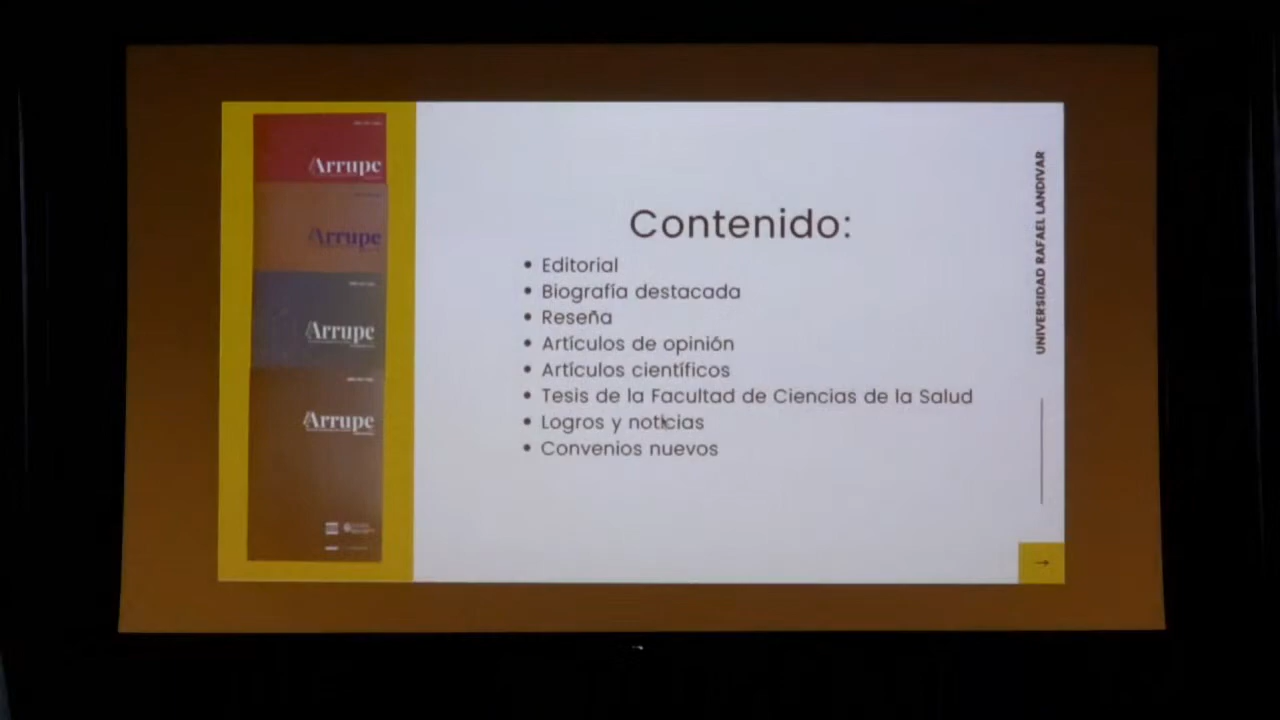 Arrupe
Arrupe
Arrupe
Arrupe
Contenido:
• Editorial
• Biografía destacada
• Reseña
• Artículos de opinión
• Artículos científicos
• Tesis de la Facultad de Ciencias de la Salud
• Logros y noticias
• Convenios nuevos
UNIVERSIDAD RAFAEL LANDIVAR
→